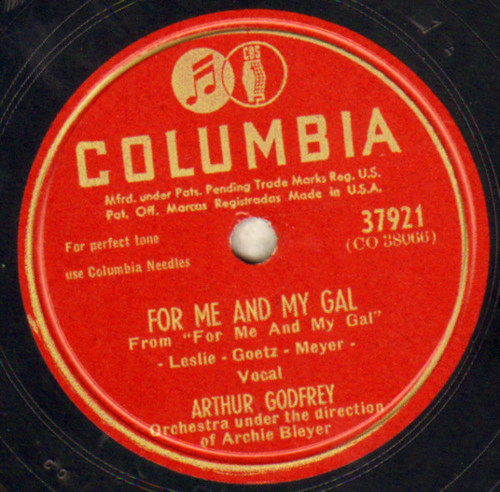 CBS
COLUMBIA
Mfrd. under Pats. Pending Trade Marks Reg. U.S.
Pat. Off. Marcas Registradas Made in U.S.A.
37921
(CO 38066)
For perfect tone
use Columbia Needles
FOR ME AND MY GAL
From "For Me And My Gal"
- Leslie - Goetz - Meyer -
Vocal
ARTHUR GODFREY
Orchestra under the direction
of Archie Bleyer